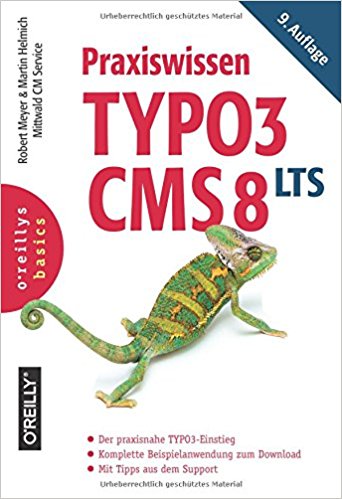 Urheberrechtlich geschütztes Material
9. Auflage
Robert Meyer & Martin Helmich
Mittwald CM Service
Praxiswissen
TYPO3
CMS 8 LTS
o'reillys
basics
O'REILLY®
Der praxisnahe TYPO3-Einstieg
Komplette Beispielanwendung zum Download
Mit Tipps aus dem Support
Urheberrechtlich geschütztes Material